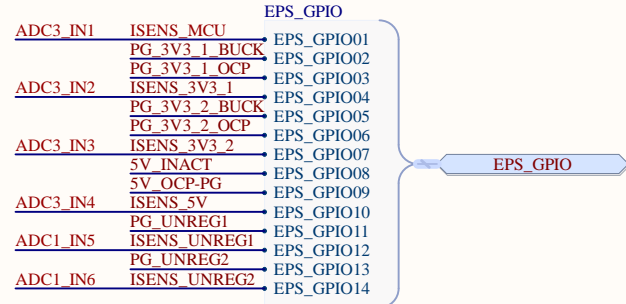 EPS_GPIO
ADC3_IN1 ISENS_MCU EPS_GPIO01
PG_3V3_1_BUCK EPS_GPIO02
PG_3V3_1_OCP EPS_GPIO03
ADC3_IN2 ISENS_3V3_1 EPS_GPIO04
PG_3V3_2_BUCK EPS_GPIO05
PG_3V3_2_OCP EPS_GPIO06
ADC3_IN3 ISENS_3V3_2 EPS_GPIO07
5V_INACT EPS_GPIO08
EPS_GPIO
5V_OCP-PG EPS_GPIO09
ADC3_IN4 ISENS_5V EPS_GPIO10
PG_UNREG1 EPS_GPIO11
ADC1_IN5 ISENS_UNREG1 EPS_GPIO12
PG_UNREG2 EPS_GPIO13
ADC1_IN6 ISENS_UNREG2 EPS_GPIO14